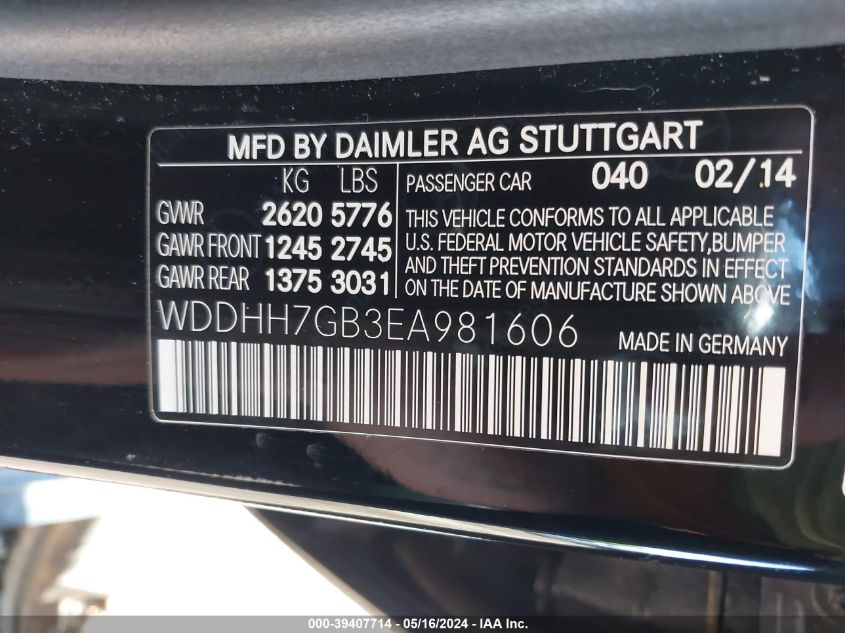 MFD BY DAIMLER AG STUTTGART
KG LBS
GVWR 2620 5776
GAWR FRONT 1245 2745
GAWR REAR 1375 3031
PASSENGER CAR 040 02/14
THIS VEHICLE CONFORMS TO ALL APPLICABLE
U.S. FEDERAL MOTOR VEHICLE SAFETY,BUMPER
AND THEFT PREVENTION STANDARDS IN EFFECT
ON THE DATE OF MANUFACTURE SHOWN ABOVE
WDDHH7GB3EA981606
MADE IN GERMANY
000-39407714 - 05/16/2024 - IAA Inc.